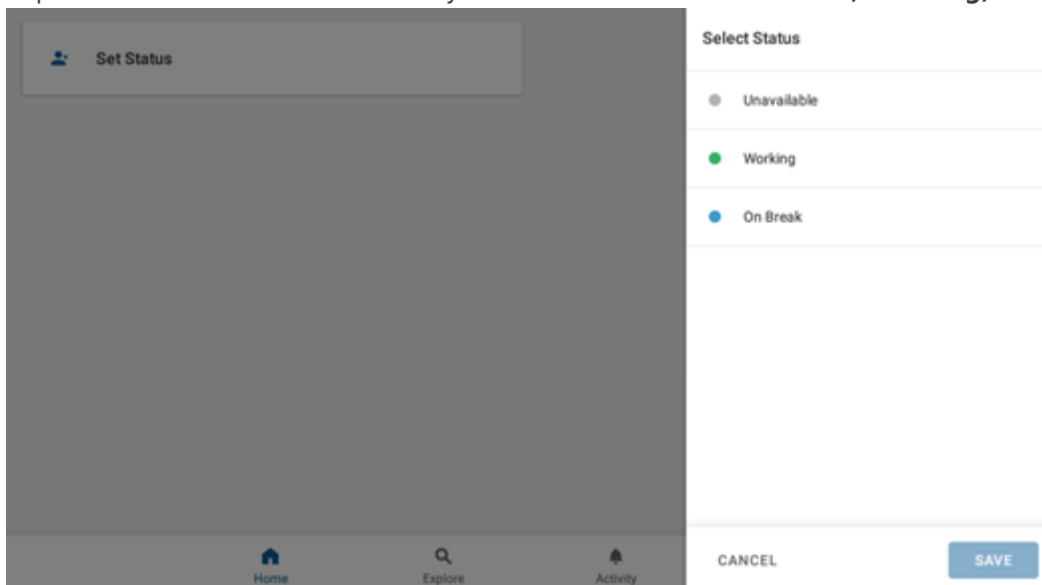 Set Status
Select Status
Unavailable
Working
On Break
CANCEL
SAVE
Home
Explore
Activity